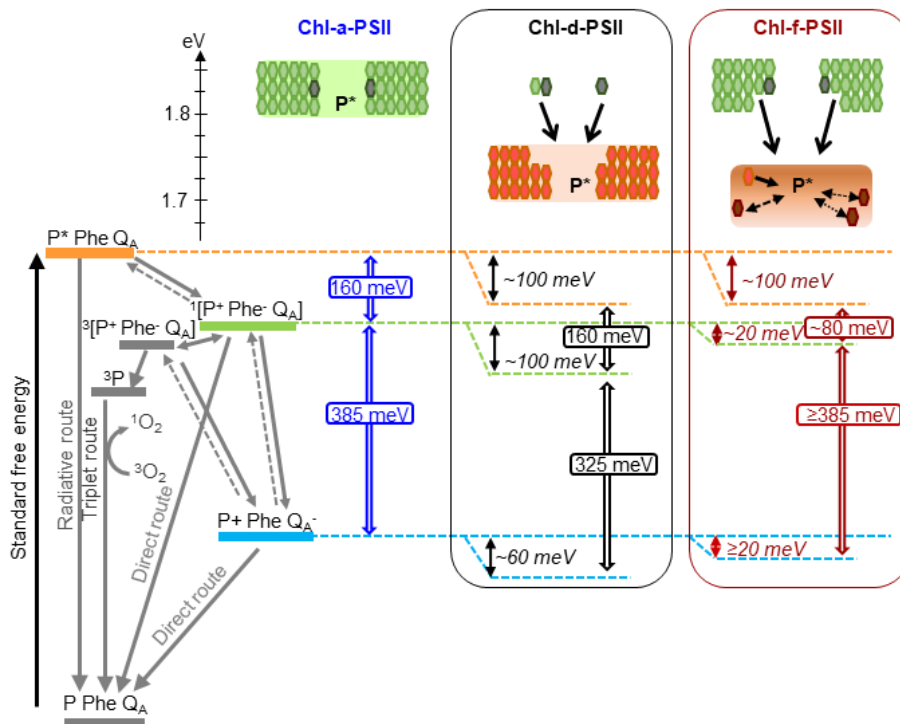 Chl-a-PSII
Chl-d-PSII
Chl-f-PSII
eV
1.8
1.7
P*
P*
P*
P* Phe QA
1[P+ Phe- QA]
3[P+ Phe- QA]
3P
1O2
3O2
P+ Phe QA-
P Phe QA
Standard free energy
Radiative route
Triplet route
Direct route
Direct route
160 meV
385 meV
~100 meV
160 meV
~100 meV
325 meV
~60 meV
~100 meV
~80 meV
~20 meV
≥385 meV
≥20 meV